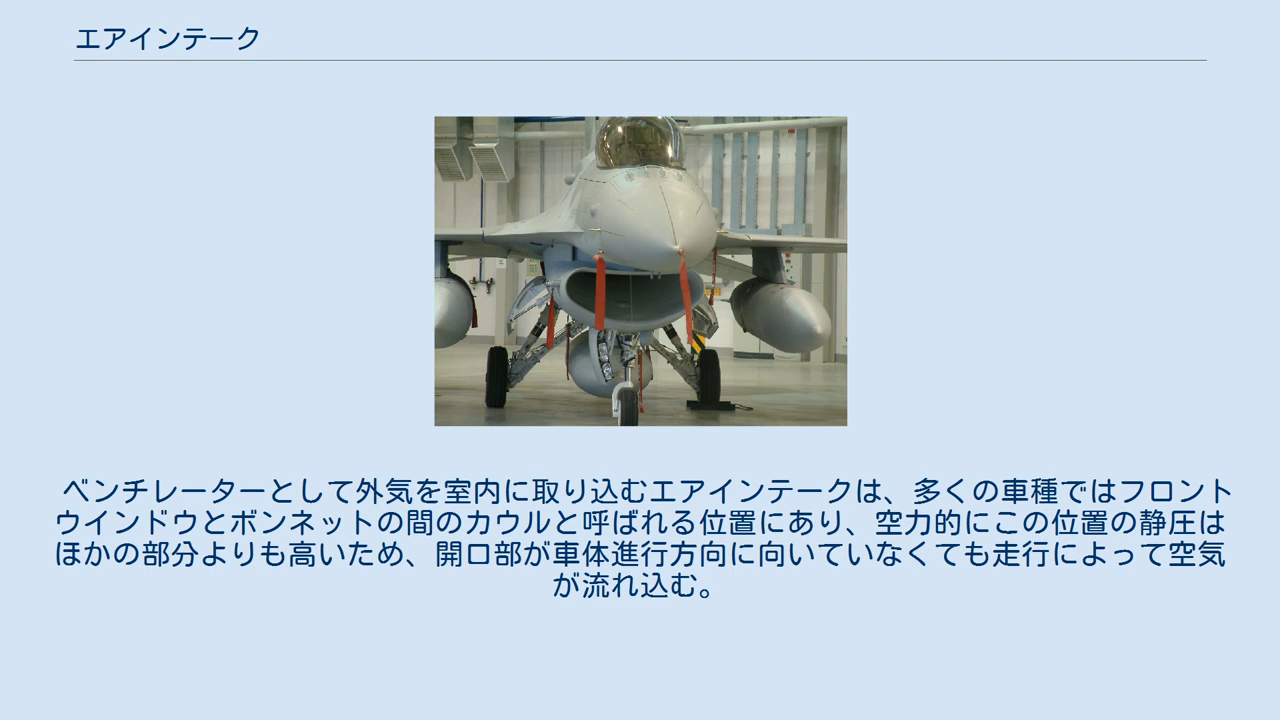 エアインテーク
ベンチレーターとして外気を室内に取り込むエアインテークは、多くの車種ではフロント
ウインドウとボンネットの間のカウルと呼ばれる位置にあり、空力的にこの位置の静圧は
ほかの部分よりも高いため、開口部が車体進行方向に向いていなくても走行によって空気
が流れ込む。